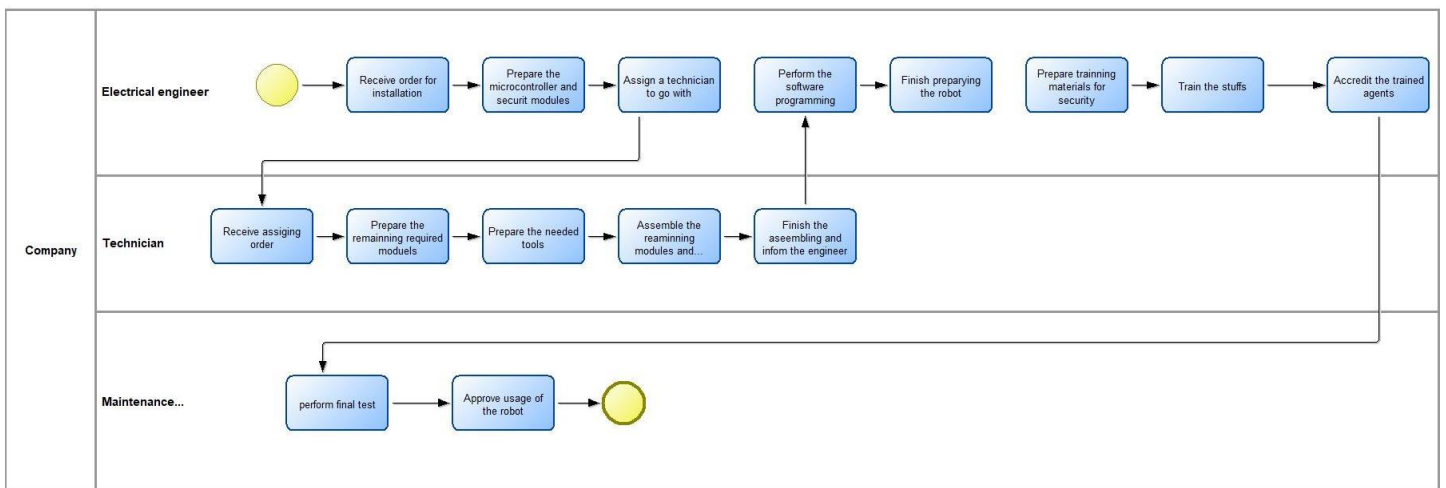 Company
Electrical engineer
Receive order for
installation
Prepare the
microcontroller and
securit modules
Assign a technician
to go with
Perform the
software
programming
Finish preparying
the robot
Prepare trainning
materials for
security
Train the stuffs
Accredit the trained
agents
Technician
Receive assiging
order
Prepare the
remainning required
moduels
Prepare the needed
tools
Assemble the
reaminning
modules and...
Finish the
aseembling and
infom the engineer
Maintenance...
perform final test
Approve usage of
the robot